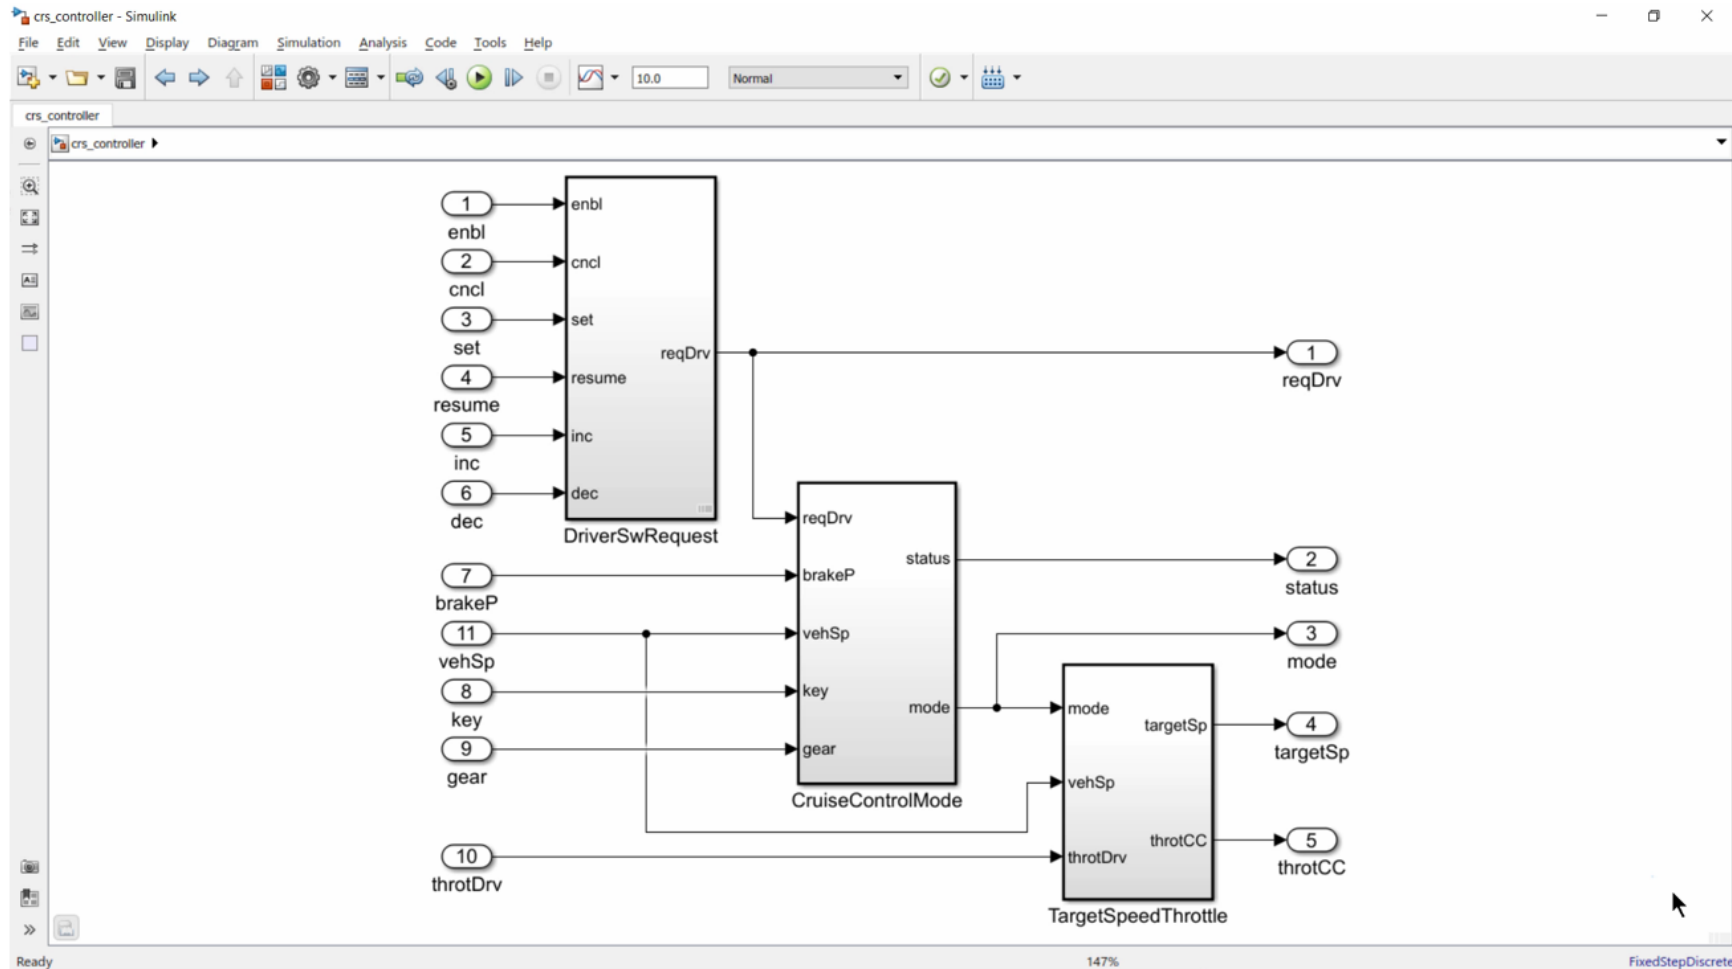 crs_controller - Simulink
File Edit View Display Diagram Simulation Analysis Code Tools Help
10.0 Normal
crs_controller
crs_controller
1
enbl
2
cncl
3
set
4
resume
5
inc
6
dec
enbl
cncl
set
reqDrv
resume
inc
dec
DriverSwRequest
1
reqDrv
7
brakeP
11
vehSp
8
key
9
gear
reqDrv
status
brakeP
vehSp
key
mode
gear
CruiseControlMode
2
status
3
mode
10
throtDrv
mode
targetSp
vehSp
throtCC
throtDrv
TargetSpeedThrottle
4
targetSp
5
throtCC
Ready 147% FixedStepDiscrete